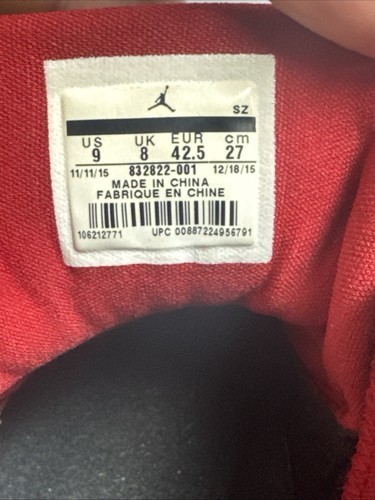 SZ
US UK EUR cm
9 8 42.5 27
11/11/15 832822-001 12/18/15
MADE IN CHINA
FABRIQUE EN CHINE
106212771 UPC 00887224956791